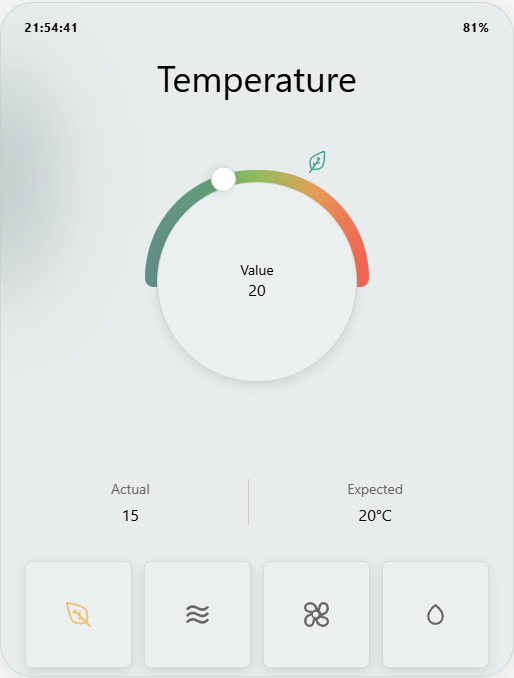 21:54:41 81%
Temperature
Value
20
Actual Expected
15 20°C